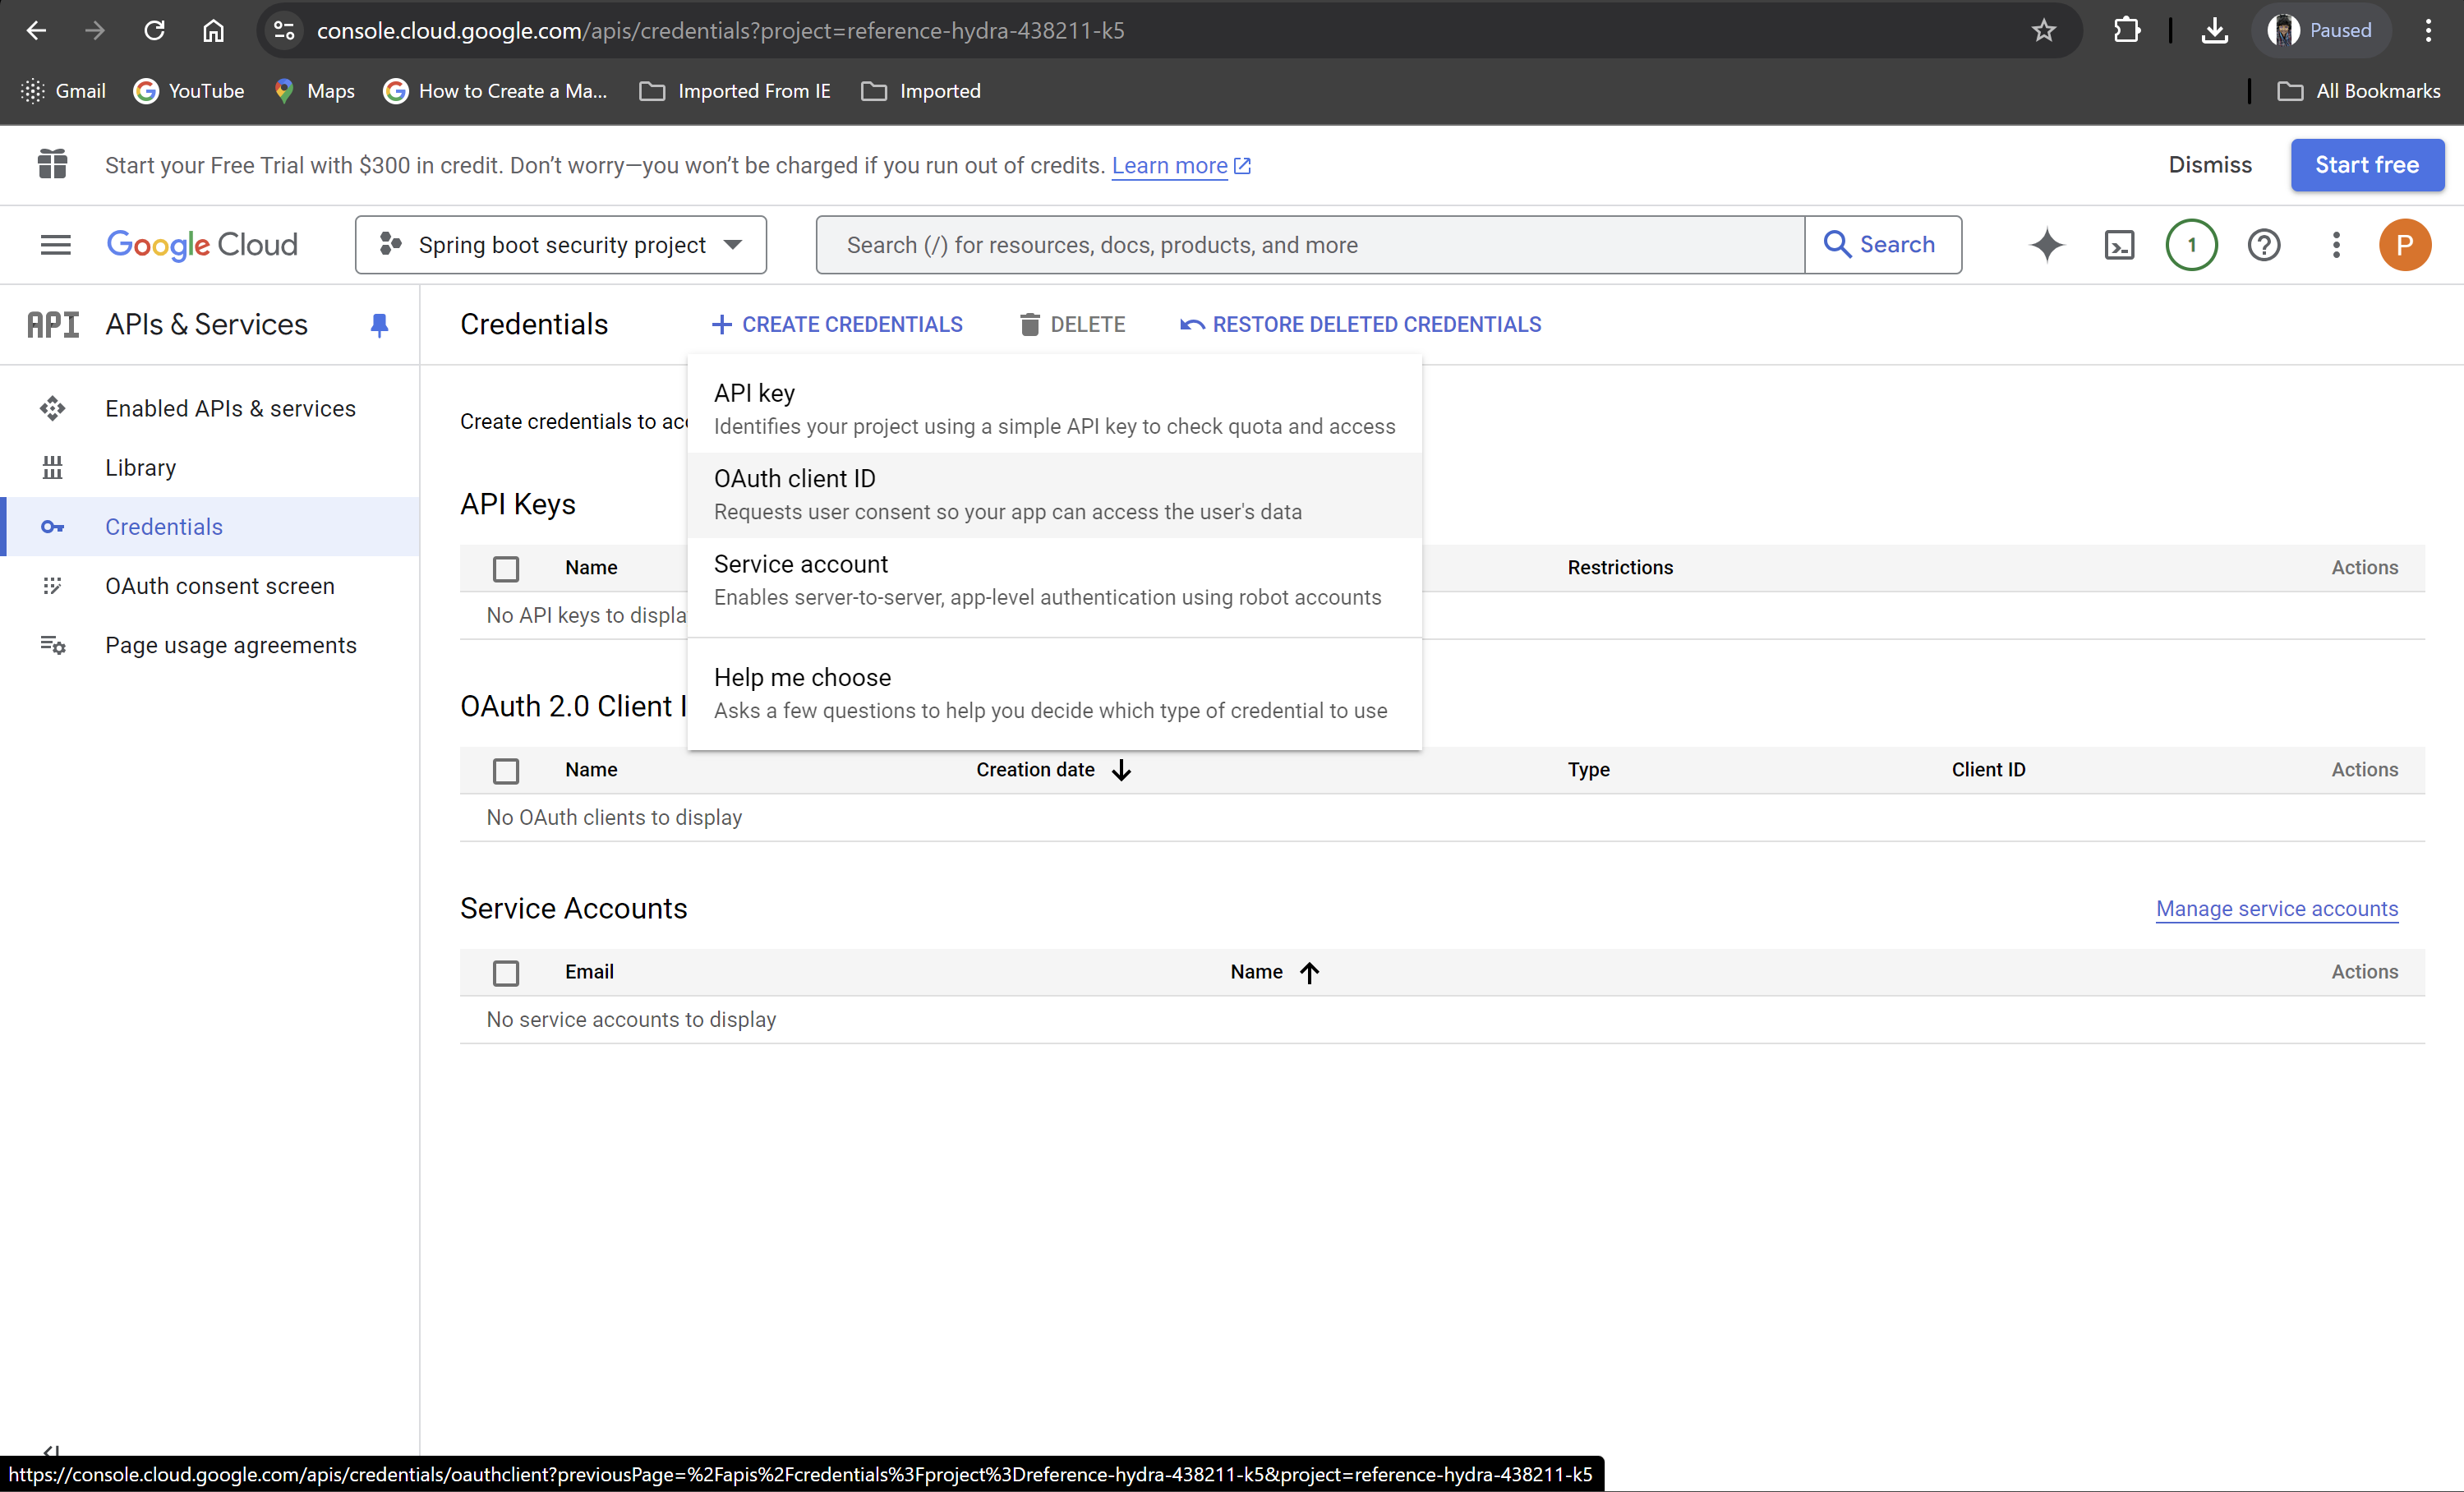 console.cloud.google.com/apis/credentials?project=reference-hydra-438211-k5
Paused
Gmail
YouTube
Maps
How to Create a Ma...
Imported From IE
Imported
All Bookmarks
Start your Free Trial with $300 in credit. Don't worry—you won't be charged if you run out of credits. Learn more
Dismiss
Start free
Google Cloud
Spring boot security project
Search (/) for resources, docs, products, and more
Search
1
P
API
APIs & Services
Credentials
CREATE CREDENTIALS
DELETE
RESTORE DELETED CREDENTIALS
Enabled APIs & services
Library
Credentials
OAuth consent screen
Page usage agreements
Create credentials to acc
API key
Identifies your project using a simple API key to check quota and access
OAuth client ID
Requests user consent so your app can access the user's data
Service account
Enables server-to-server, app-level authentication using robot accounts
Help me choose
Asks a few questions to help you decide which type of credential to use
API Keys
Name
Restrictions
Actions
No API keys to displa
OAuth 2.0 Client I
Name
Creation date
Type
Client ID
Actions
No OAuth clients to display
Service Accounts
Manage service accounts
Email
Name
Actions
No service accounts to display
https://console.cloud.google.com/apis/credentials/oauthclient?previousPage=%2Fapis%2Fcredentials%3Fproject%3Dreference-hydra-438211-k5&project=reference-hydra-438211-k5